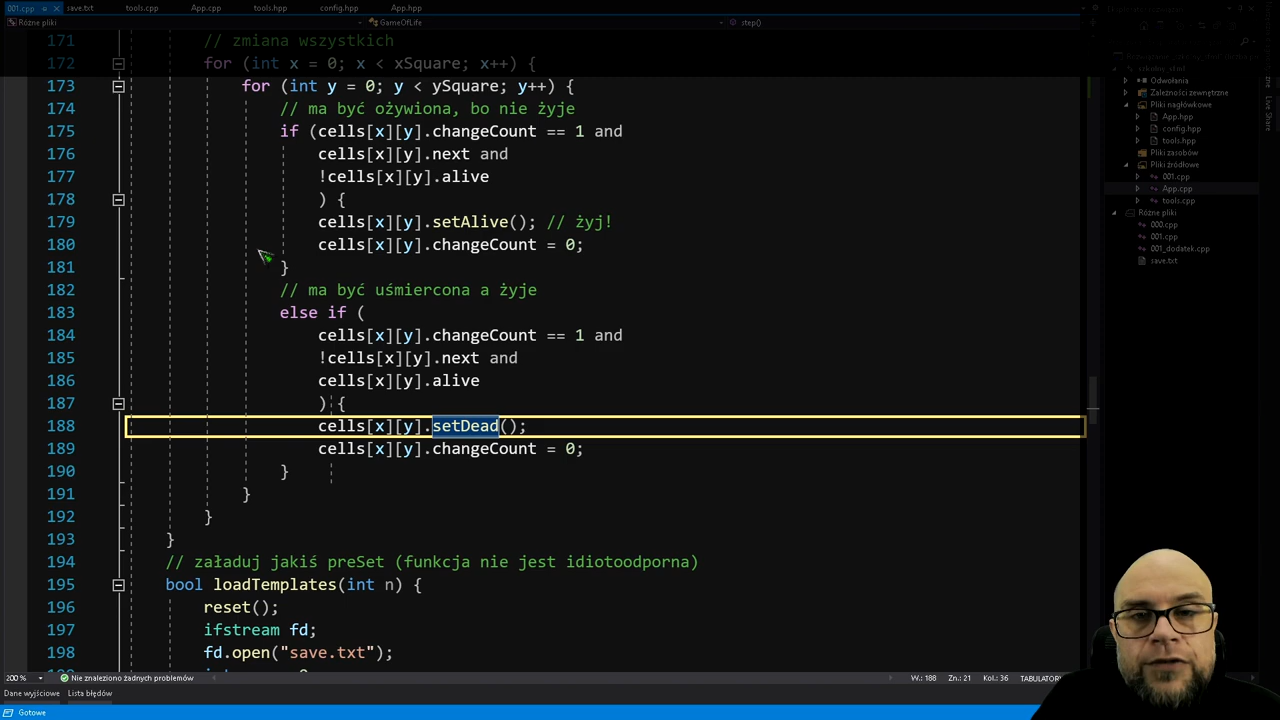 001.cpp
save.txt
tools.cpp
App.cpp
tools.hpp
config.hpp
App.hpp
Różne pliki
GameOfLife
step()
171 // zmiana wszystkich
172 for (int x = 0; x < xSquare; x++) {
173 for (int y = 0; y < ySquare; y++) {
174 // ma być ożywiona, bo nie żyje
175 if (cells[x][y].changeCount == 1 and
176 cells[x][y].next and
177 !cells[x][y].alive
178 ) {
179 cells[x][y].setAlive(); // żyj!
180 cells[x][y].changeCount = 0;
181 }
182 // ma być uśmiercona a żyje
183 else if (
184 cells[x][y].changeCount == 1 and
185 !cells[x][y].next and
186 cells[x][y].alive
187 ) {
188 cells[x][y].setDead();
189 cells[x][y].changeCount = 0;
190 }
191 }
192 }
193 }
194 // załaduj jakiś preSet (funkcja nie jest idiotoodporna)
195 bool loadTemplates(int n) {
196 reset();
197 ifstream fd;
198 fd.open("save.txt");
Odwołania
Zależności zewnętrzne
Pliki nagłówkowe
App.hpp
config.hpp
tools.hpp
Pliki zasobów
Pliki źródłowe
001.cpp
App.cpp
tools.cpp
Różne pliki
000.cpp
001.cpp
001_dodatek.cpp
save.txt
Live Share
200 %
Nie znaleziono żadnych problemów
W.: 188
Zn.: 21
Kol.: 36
TABULATORY
Dane wyjściowe
Lista błędów
Gotowe